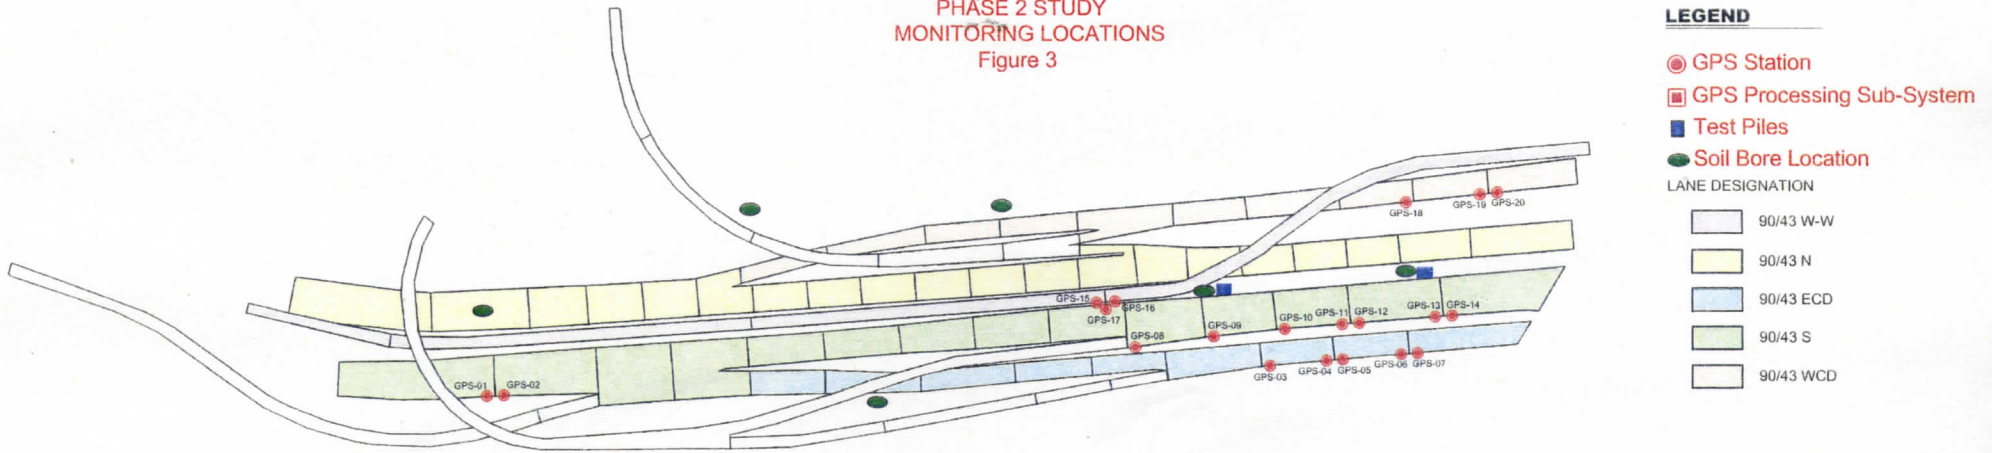 PHASE 2 STUDY
MONITORING LOCATIONS
Figure 3
LEGEND
GPS Station
GPS Processing Sub-System
Test Piles
Soil Bore Location
LANE DESIGNATION
90/43 W-W
90/43 N
90/43 ECD
90/43 S
90/43 WCD
GPS-18
GPS-19
GPS-20
GPS-15
GPS-16
GPS-17
GPS-08
GPS-09
GPS-10
GPS-11
GPS-12
GPS-13
GPS-14
GPS-01
GPS-02
GPS-03
GPS-04
GPS-05
GPS-06
GPS-07